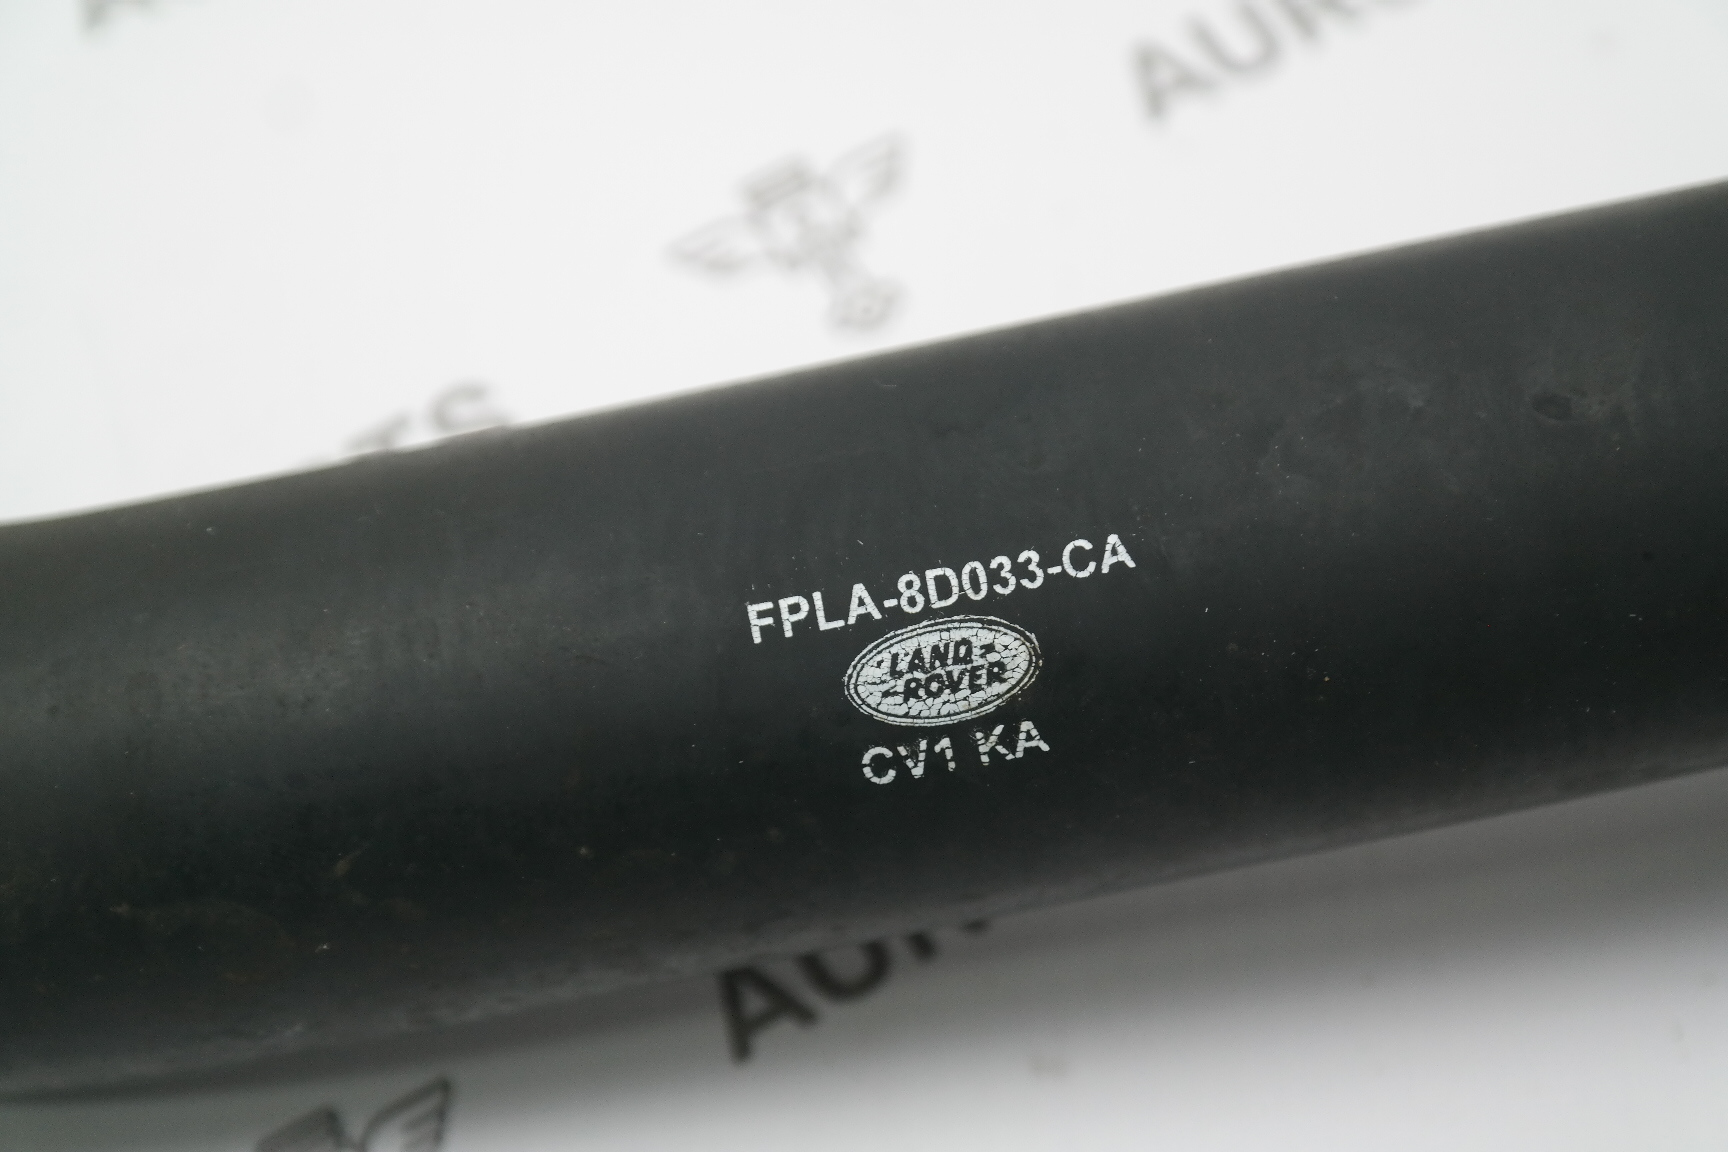 FPLA-8D033-CA
LAND-
-ROVER
CV1 KA